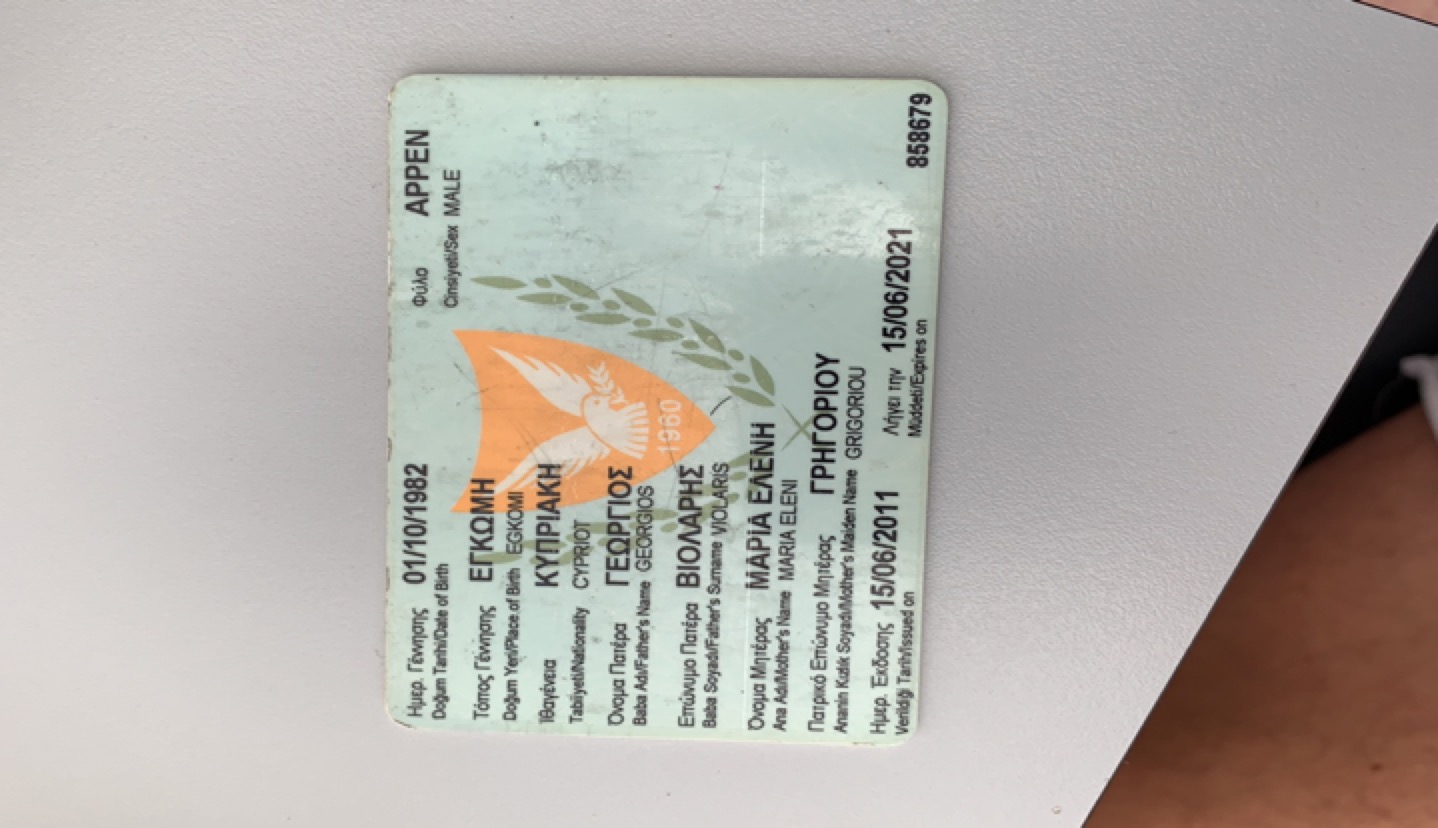 Ημερ. Γέννησης 01/10/1982 Φύλο ΑΡΡΕΝ
Doğum Tarihi/Date of Birth Cinsiyeti/Sex MALE
Τόπος Γέννησης ΕΓΚΩΜΗ
Doğum Yeri/Place of Birth EGKOMI
Ιθαγένεια ΚΥΠΡΙΑΚΗ
Tabiiyeti/Nationality CYPRIOT
Όνομα Πατέρα ΓΕΩΡΓΙΟΣ
Baba Adı/Father's Name GEORGIOS
Επώνυμο Πατέρα ΒΙΟΛΑΡΗΣ
Baba Soyadı/Father's Surname VIOLARIS
1960
Όνομα Μητέρας ΜΑΡΙΑ ΕΛΕΝΗ
Ana Adı/Mother's Name MARIA ELENI
Πατρικό Επώνυμο Μητέρας ΓΡΗΓΟΡΙΟΥ
Ananin Kızlık Soyadı/Mother's Maiden Name GRIGORIOU
Ημερ. Έκδοσης 15/06/2011 Λήγει την 15/06/2021
Verildiği Tarih/Issued on Müddeti/Expires on
858679